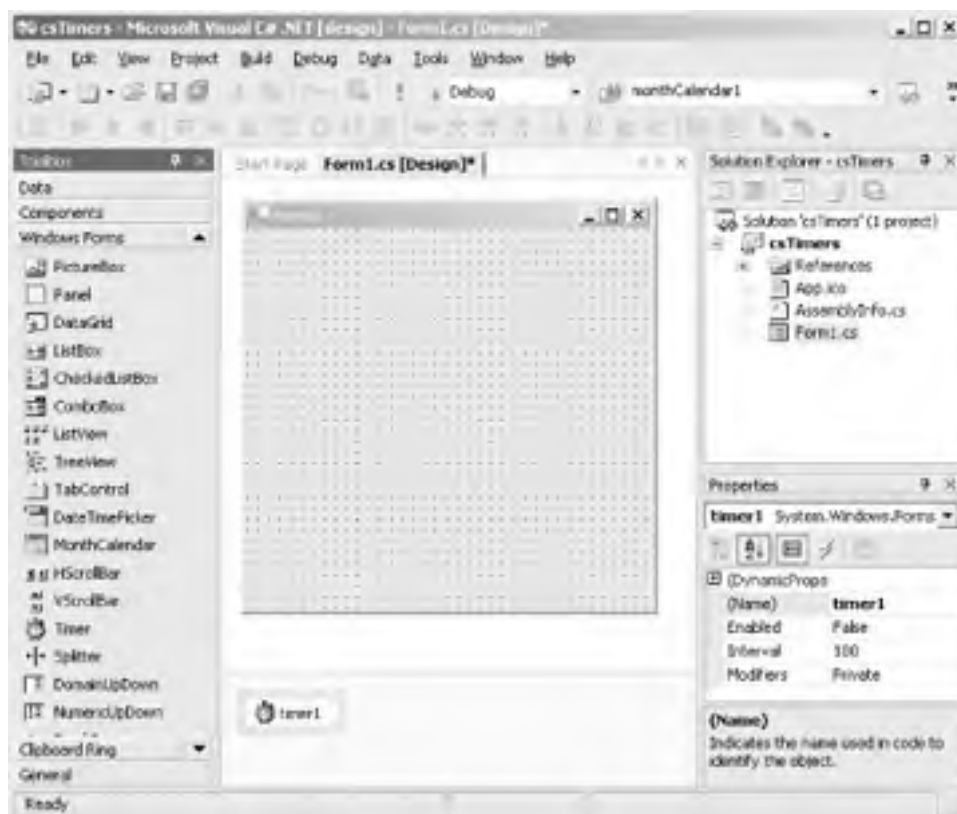 csTimers - Microsoft Visual C# .NET [design] - Form1.cs [Design]*
File Edit View Project Build Debug Data Tools Window Help
Debug monthCalendar1
Toolbox
Data
Components
Windows Forms
PictureBox
Panel
DataGrid
ListBox
CheckedListBox
ComboBox
ListView
TreeView
TabControl
DateTimePicker
MonthCalendar
HScrollBar
VScrollBar
Timer
Splitter
DomainUpDown
NumericUpDown
Clipboard Ring
General
Start Page Form1.cs [Design]*
Form1
timer1
Solution Explorer - csTimers
Solution 'csTimers' (1 project)
csTimers
References
App.ico
AssemblyInfo.cs
Form1.cs
Properties
timer1 System.Windows.Forms
(DynamicProps
(Name) timer1
Enabled False
Interval 100
Modifiers Private
(Name)
Indicates the name used in code to
identify the object.
Ready